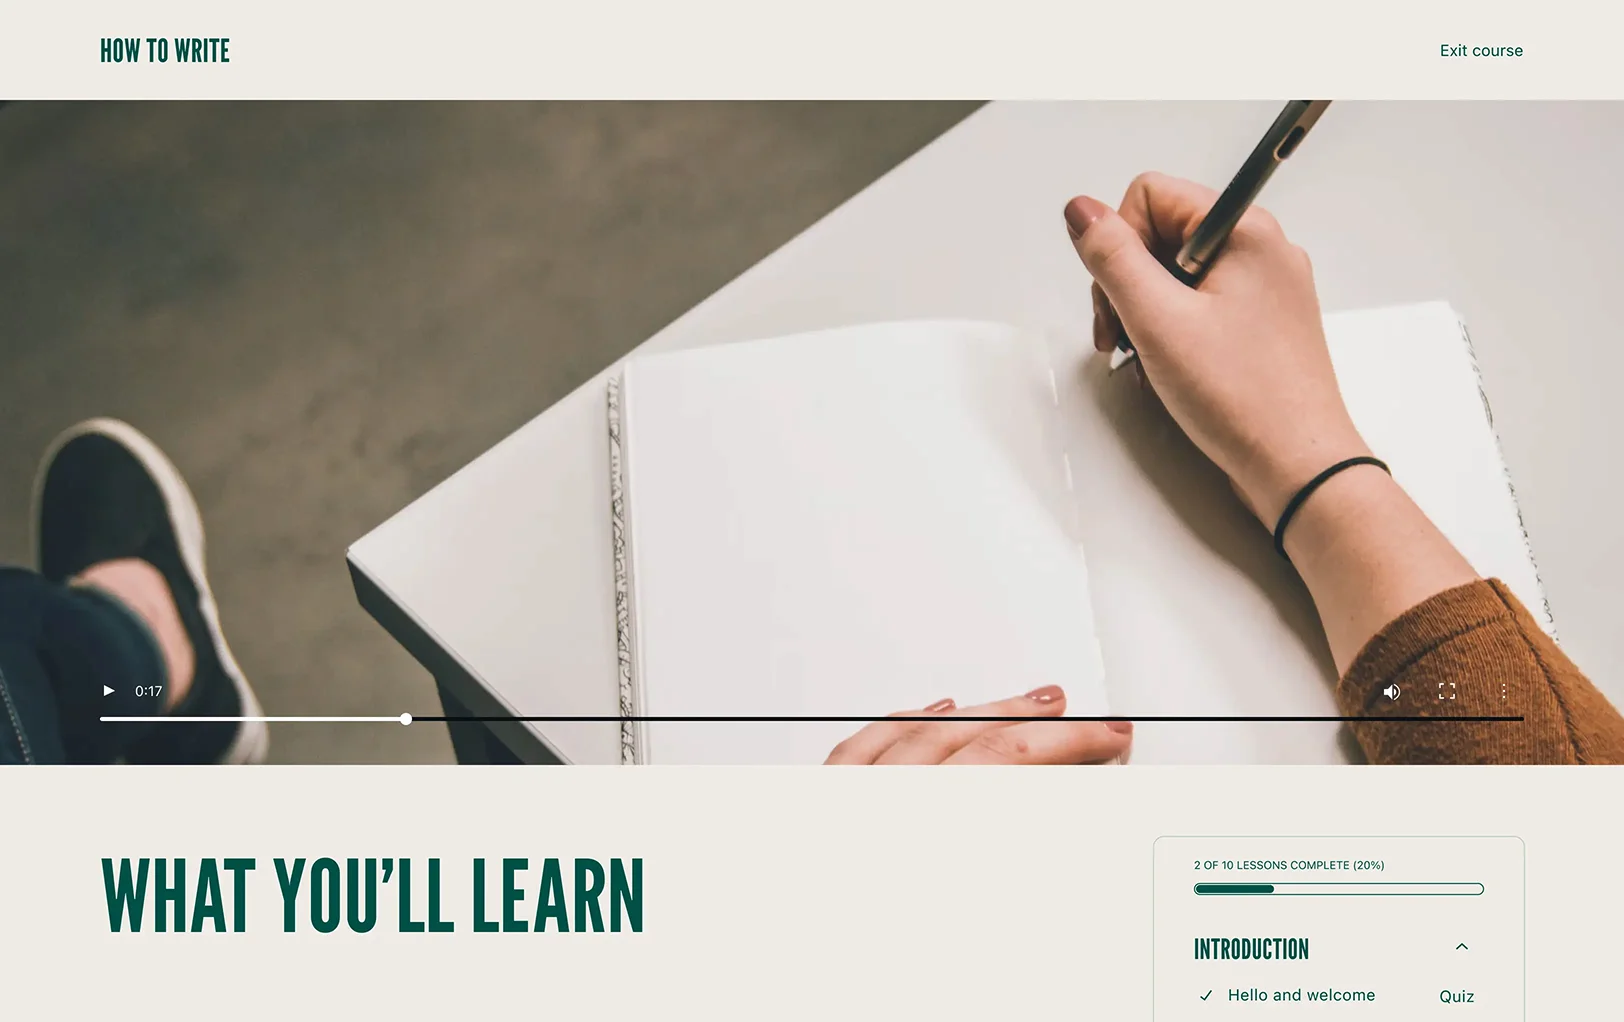 HOW TO WRITE
Exit course
0:17
WHAT YOU’LL LEARN
2 OF 10 LESSONS COMPLETE (20%)
INTRODUCTION
Hello and welcome
Quiz